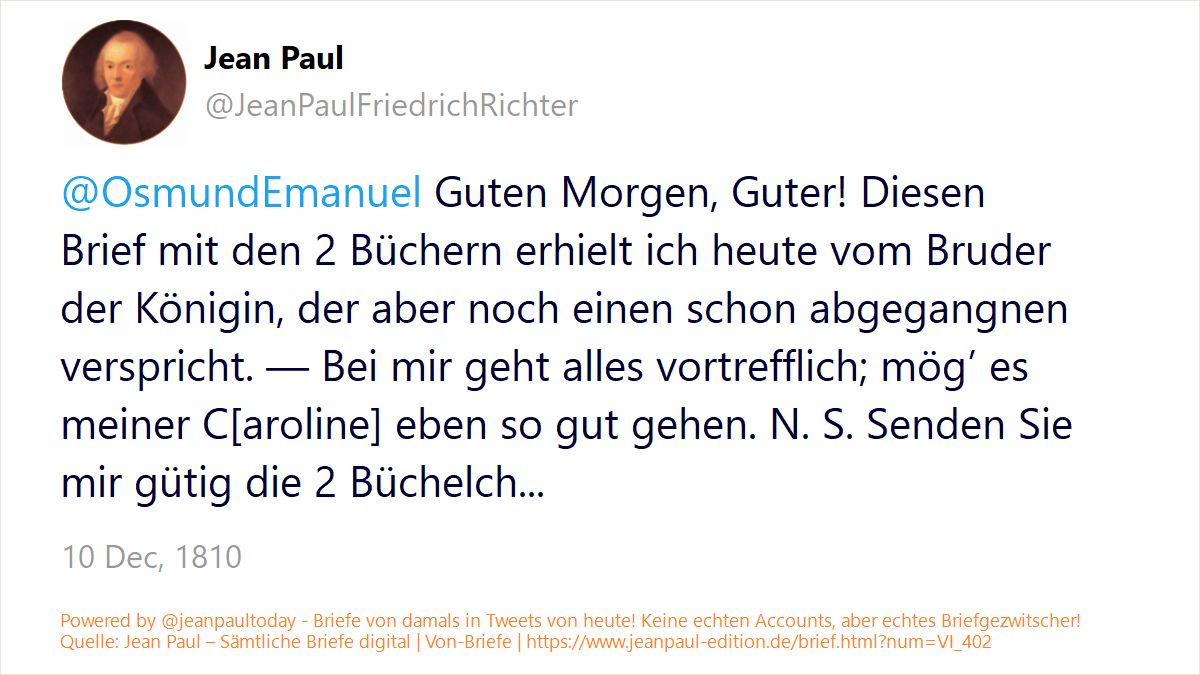 Jean Paul
@JeanPaulFriedrichRichter
@OsmundEmanuel Guten Morgen, Guter! Diesen
Brief mit den 2 Büchern erhielt ich heute vom Bruder
der Königin, der aber noch einen schon abgegangnen
verspricht. — Bei mir geht alles vortrefflich; mög’ es
meiner C[aroline] eben so gut gehen. N. S. Senden Sie
mir gütig die 2 Büchelch...
10 Dec, 1810
Powered by @jeanpaultoday - Briefe von damals in Tweets von heute! Keine echten Accounts, aber echtes Briefgezwitscher!
Quelle: Jean Paul – Sämtliche Briefe digital | Von-Briefe | https://www.jeanpaul-edition.de/brief.html?num=VI_402